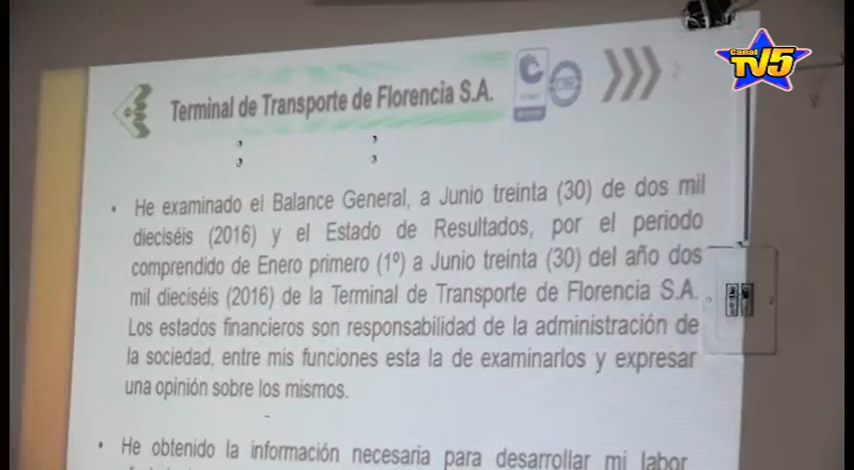 Canal
TV5
Terminal de Transporte de Florencia S.A.
• He examinado el Balance General, a Junio treinta (30) de dos mil
dieciséis (2016) y el Estado de Resultados, por el periodo
comprendido de Enero primero (1º) a Junio treinta (30) del año dos
mil dieciséis (2016) de la Terminal de Transporte de Florencia S.A.
Los estados financieros son responsabilidad de la administración de
la sociedad, entre mis funciones esta la de examinarlos y expresar
una opinión sobre los mismos.
• He obtenido la información necesaria para desarrollar mi labor